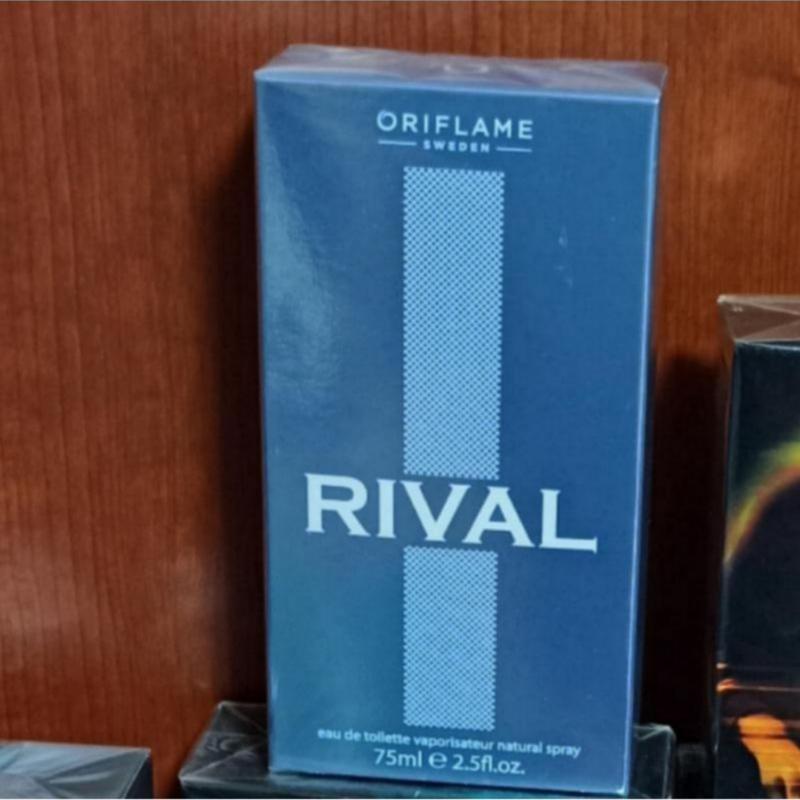 ORIFLAME
SWEDEN
RIVAL
eau de toilette vaporisateur natural spray
75ml ℮ 2.5fl.oz.